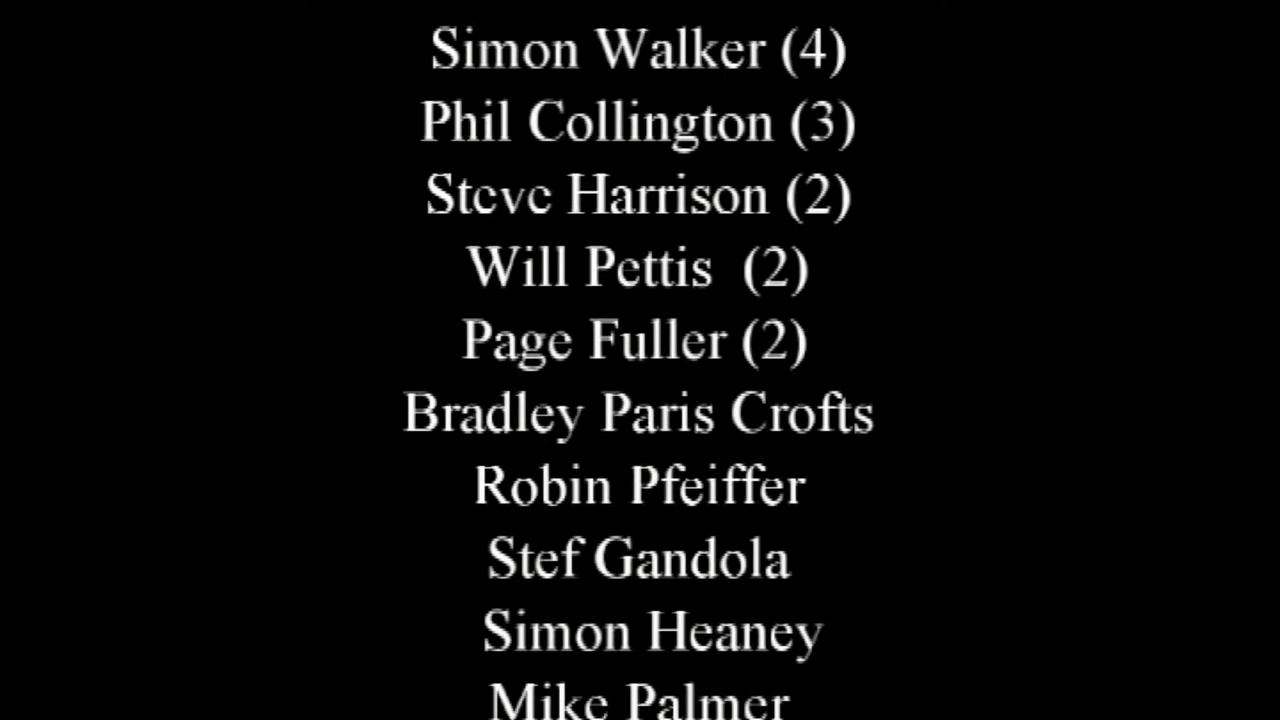 Simon Walker (4)
Phil Collington (3)
Steve Harrison (2)
Will Pettis (2)
Page Fuller (2)
Bradley Paris Crofts
Robin Pfeiffer
Stef Gandola
Simon Heaney
Mike Palmer